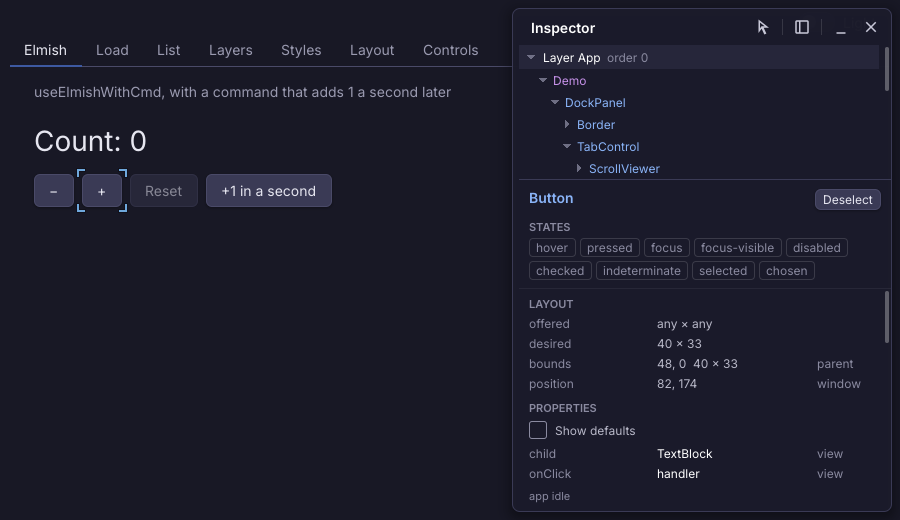 Elmish Load List Layers Styles Layout Controls
useElmishWithCmd, with a command that adds 1 a second later
Count: 0
− + Reset +1 in a second
Inspector
Layer App order 0
Demo
DockPanel
Border
TabControl
ScrollViewer
Button Deselect
STATES
hover pressed focus focus-visible disabled
checked indeterminate selected chosen
LAYOUT
offered any × any
desired 40 × 33
bounds 48, 0 40 × 33 parent
position 82, 174 window
PROPERTIES
Show defaults
child TextBlock view
onClick handler view
app idle